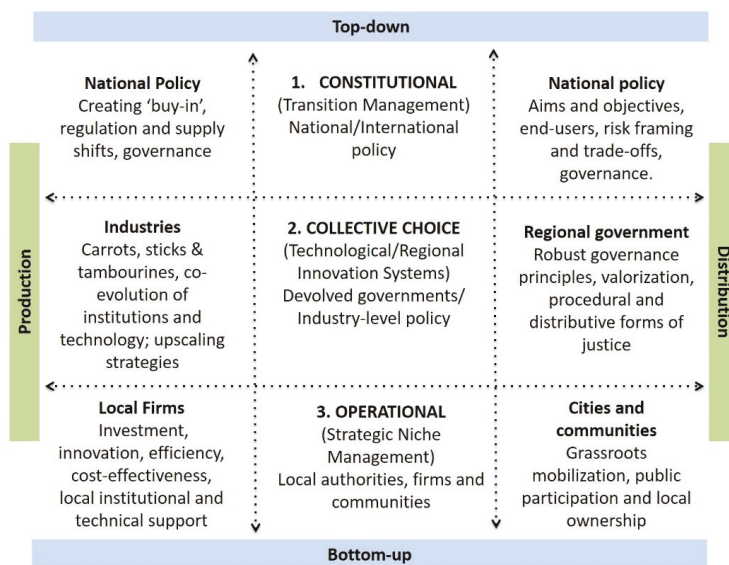 Top-down
National Policy
Creating ‘buy-in’,
regulation and supply
shifts, governance
1. CONSTITUTIONAL
(Transition Management)
National/International
policy
National policy
Aims and objectives,
end-users, risk framing
and trade-offs,
governance.
Production
Industries
Carrots, sticks &
tambourines, co-
evolution of
institutions and
technology; upscaling
strategies
2. COLLECTIVE CHOICE
(Technological/Regional
Innovation Systems)
Devolved governments/
Industry-level policy
Regional government
Robust governance
principles, valorization,
procedural and
distributive forms of
justice
Distribution
Local Firms
Investment,
innovation, efficiency,
cost-effectiveness,
local institutional and
technical support
3. OPERATIONAL
(Strategic Niche
Management)
Local authorities, firms and
communities
Cities and
communities
Grassroots
mobilization, public
participation and local
ownership
Bottom-up